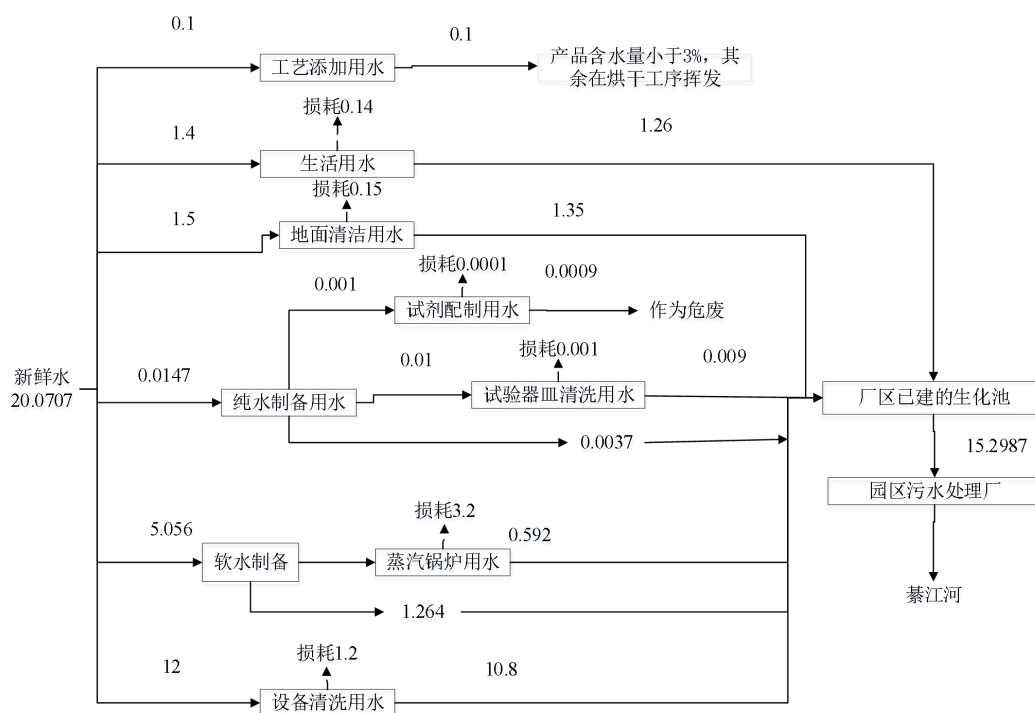 0.1
0.1
工艺添加用水
产品含水量小于3%，其
余在烘干工序挥发
损耗0.14
1.4
1.26
生活用水
损耗0.15
1.5
1.35
地面清洁用水
损耗0.0001
0.0009
0.001
试剂配制用水
作为危废
损耗0.001
0.01
0.009
新鲜水
20.0707
0.0147
纯水制备用水
试验器皿清洗用水
厂区已建的生化池
0.0037
15.2987
园区污水处理厂
损耗3.2
5.056
0.592
软水制备
蒸汽锅炉用水
綦江河
1.264
损耗1.2
12
10.8
设备清洗用水